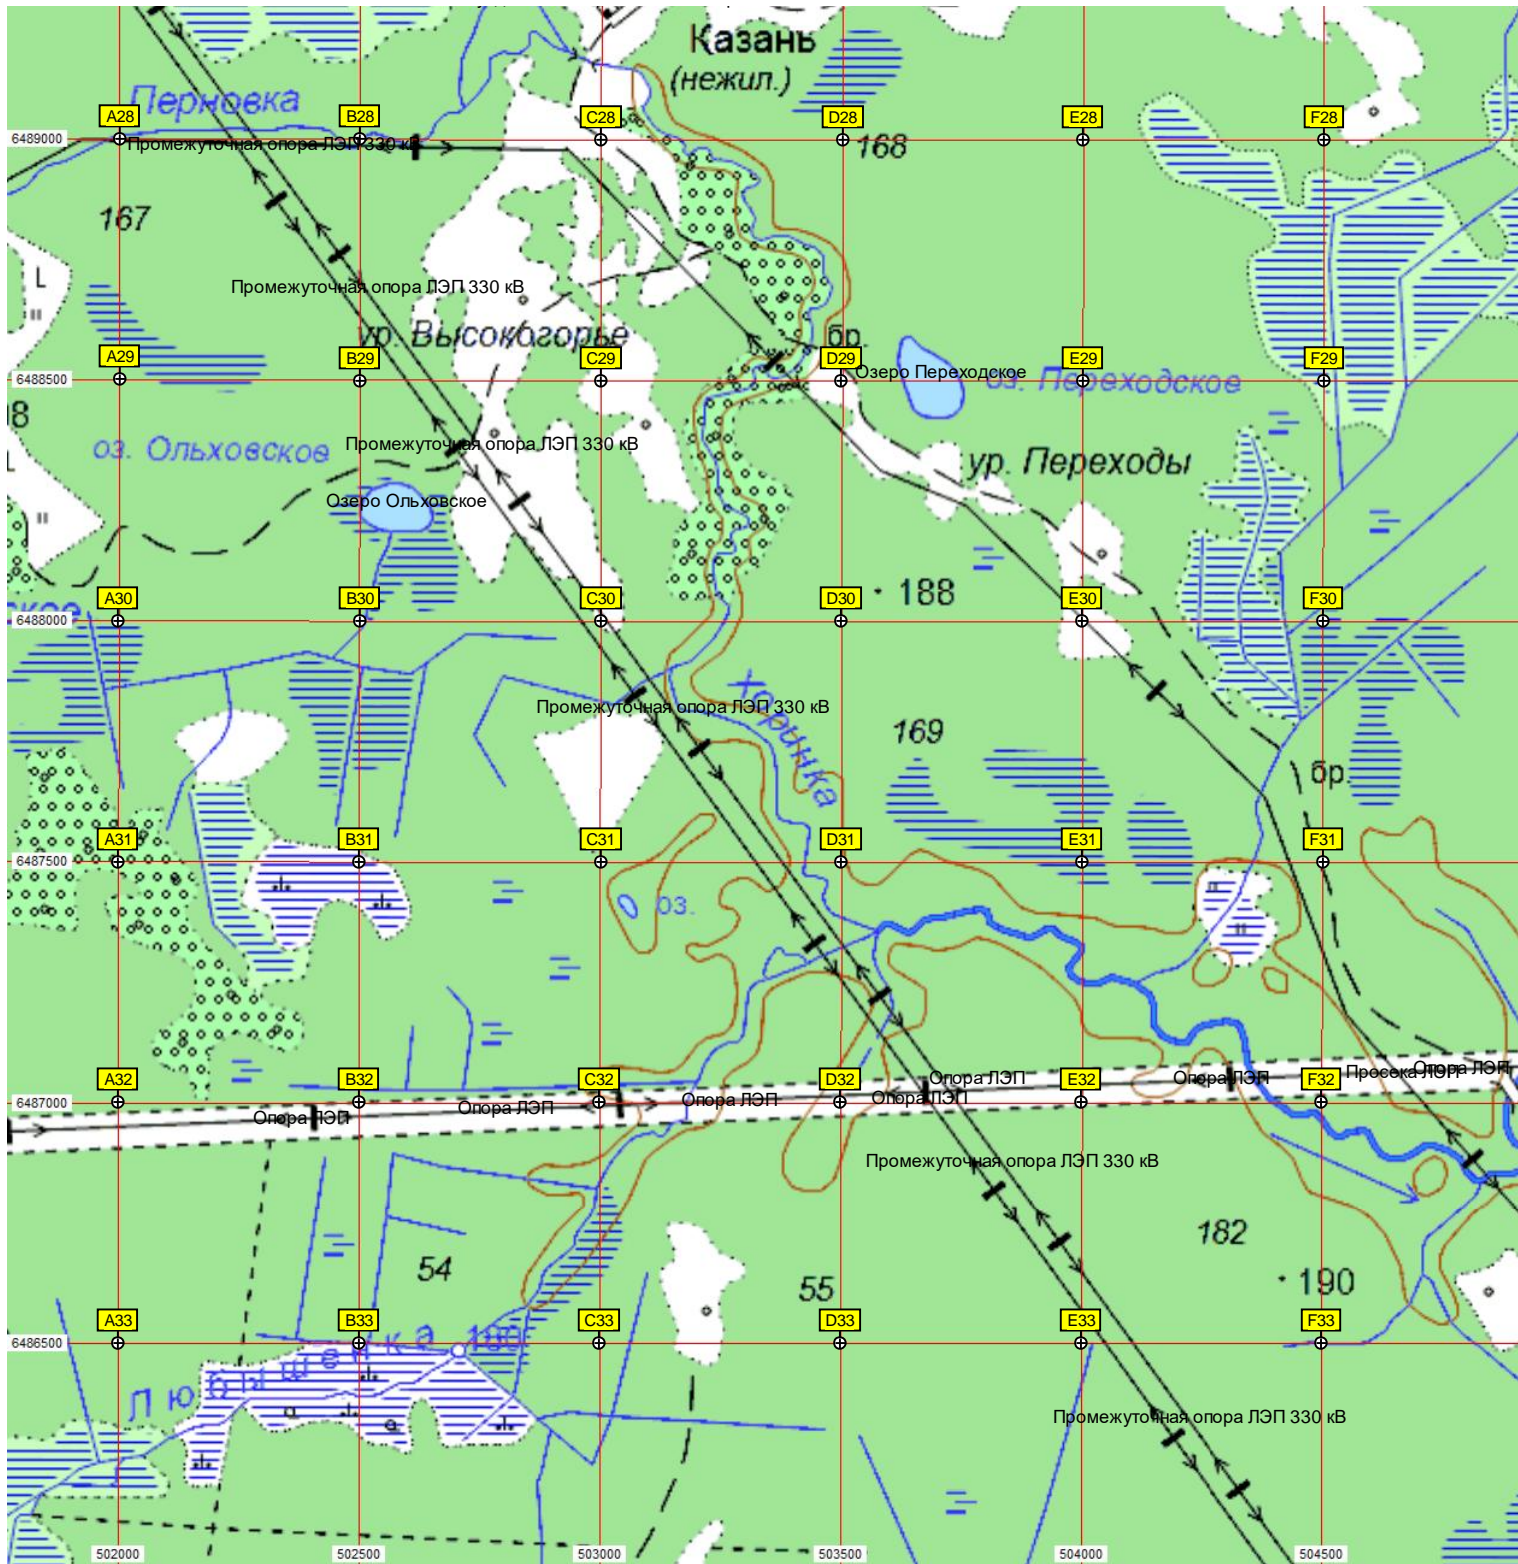 Казань
(нежил.)
Перновка
A28
B28
C28
D28
E28
F28
6489000
Промежуточная опора ЛЭП 330 кВ
168
167
Промежуточная опора ЛЭП 330 кВ
ур. Высокогорье
бр.
A29
B29
C29
D29
E29
F29
6488500
Озеро Переходское
оз. Переходское
оз. Ольховское
Промежуточная опора ЛЭП 330 кВ
ур. Переходы
Озеро Ольховское
188
A30
B30
C30
D30
E30
F30
6488000
ское
Хоринка
Промежуточная опора ЛЭП 330 кВ
169
бр.
A31
B31
C31
D31
E31
F31
6487500
оз.
A32
B32
C32
D32
E32
F32
6487000
Опора ЛЭП
Опора ЛЭП
Опора ЛЭП
Опора ЛЭП
Опора ЛЭП
Опора ЛЭП
Просека ЛЭП
Опора ЛЭП
Промежуточная опора ЛЭП 330 кВ
182
54
55
190
A33
B33
C33
D33
E33
F33
6486500
Любышенка
180
Промежуточная опора ЛЭП 330 кВ
502000
502500
503000
503500
504000
504500